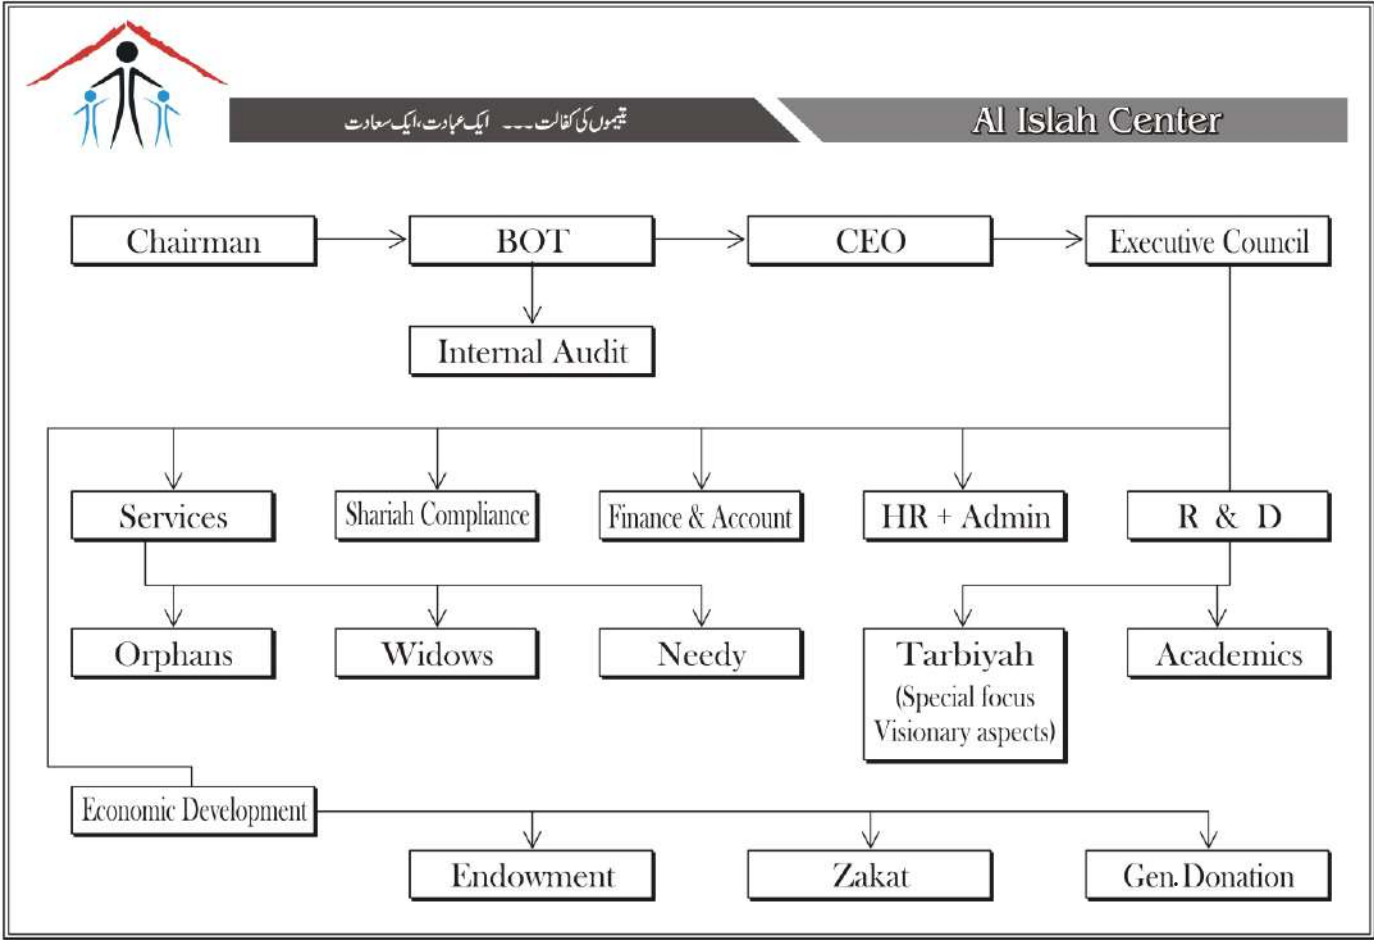 یتیموں کی کفالت --- ایک عبادت، ایک سعادت
Al Islah Center
Chairman
BOT
CEO
Executive Council
Internal Audit
Services
Shariah Compliance
Finance & Account
HR + Admin
R & D
Orphans
Widows
Needy
Tarbiyah
(Special focus
Visionary aspects)
Academics
Economic Development
Endowment
Zakat
Gen. Donation